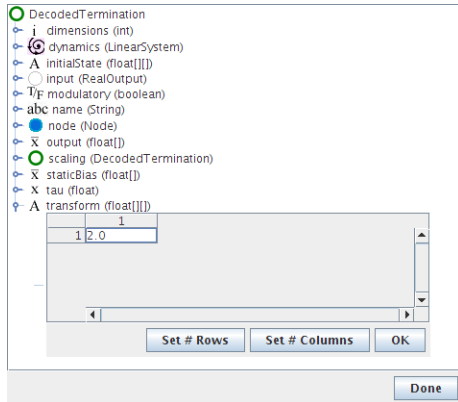 DecodedTermination
i dimensions (int)
dynamics (LinearSystem)
A initialState (float[][])
input (RealOutput)
T/F modulatory (boolean)
abc name (String)
node (Node)
x̅ output (float[])
scaling (DecodedTermination)
x̅ staticBias (float[])
x tau (float)
A transform (float[][])
1
1 2.0
Set # Rows Set # Columns OK
Done